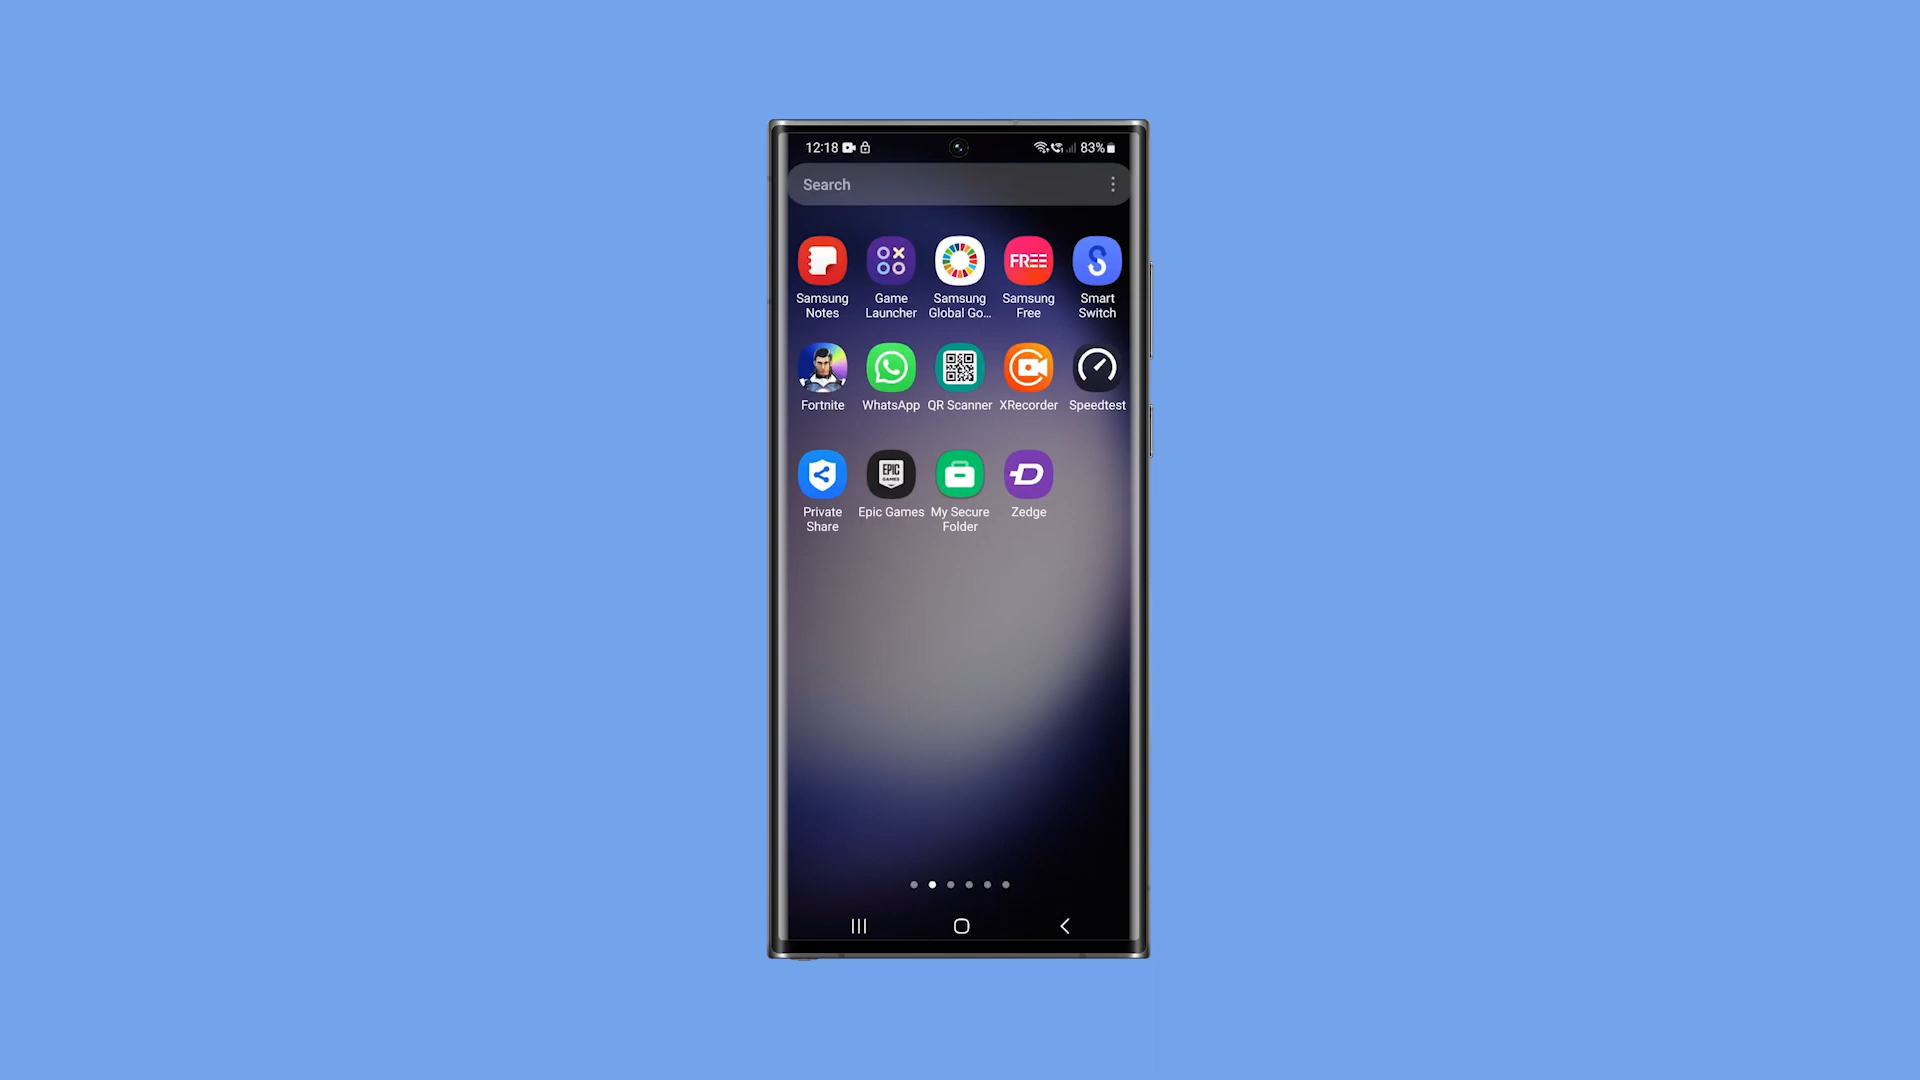 12:18 83%
Search
FREE
Samsung Game Samsung Samsung Smart
Notes Launcher Global Go... Free Switch
Fortnite WhatsApp QR Scanner XRecorder Speedtest
EPIC
GAMES
Private Epic Games My Secure Zedge
Share Folder